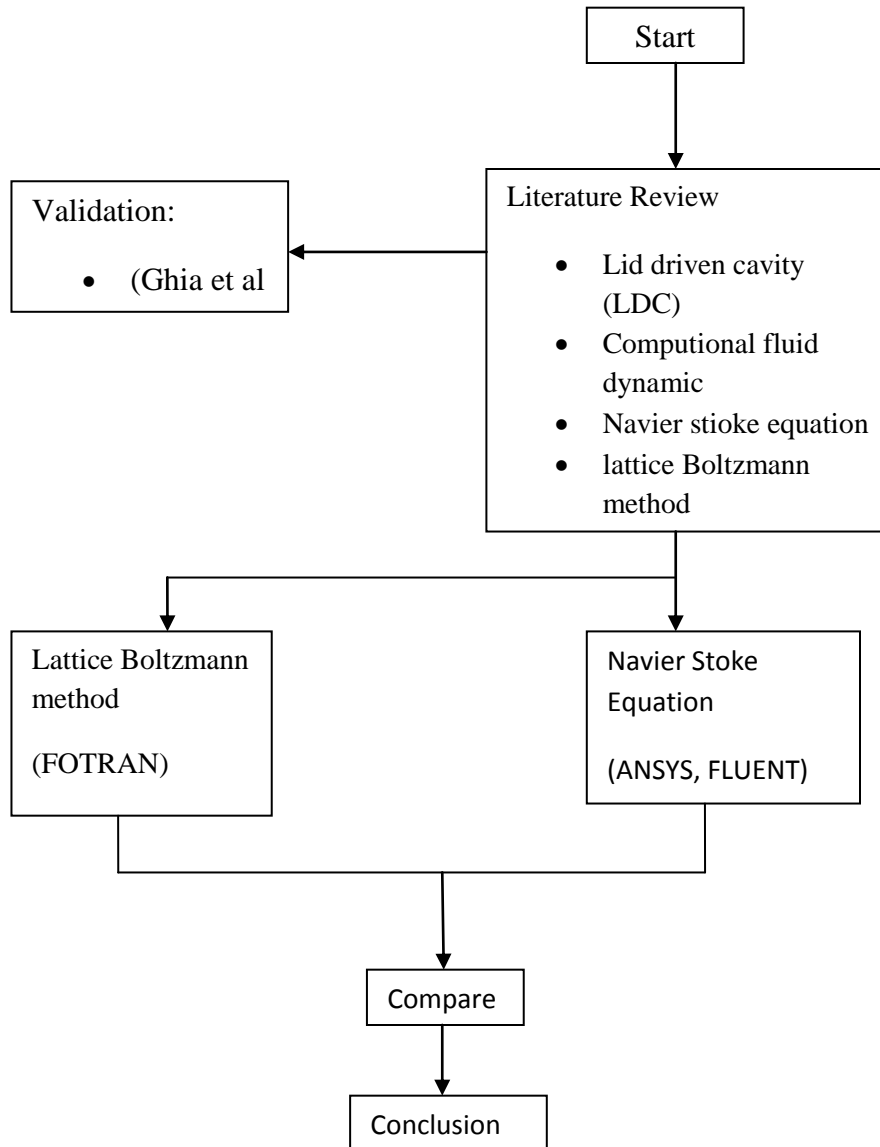 Start
Validation:
• (Ghia et al
Literature Review
• Lid driven cavity
(LDC)
• Computional fluid
dynamic
• Navier stioke equation
• lattice Boltzmann
method
Lattice Boltzmann
method
(FOTRAN)
Navier Stoke
Equation
(ANSYS, FLUENT)
Compare
Conclusion